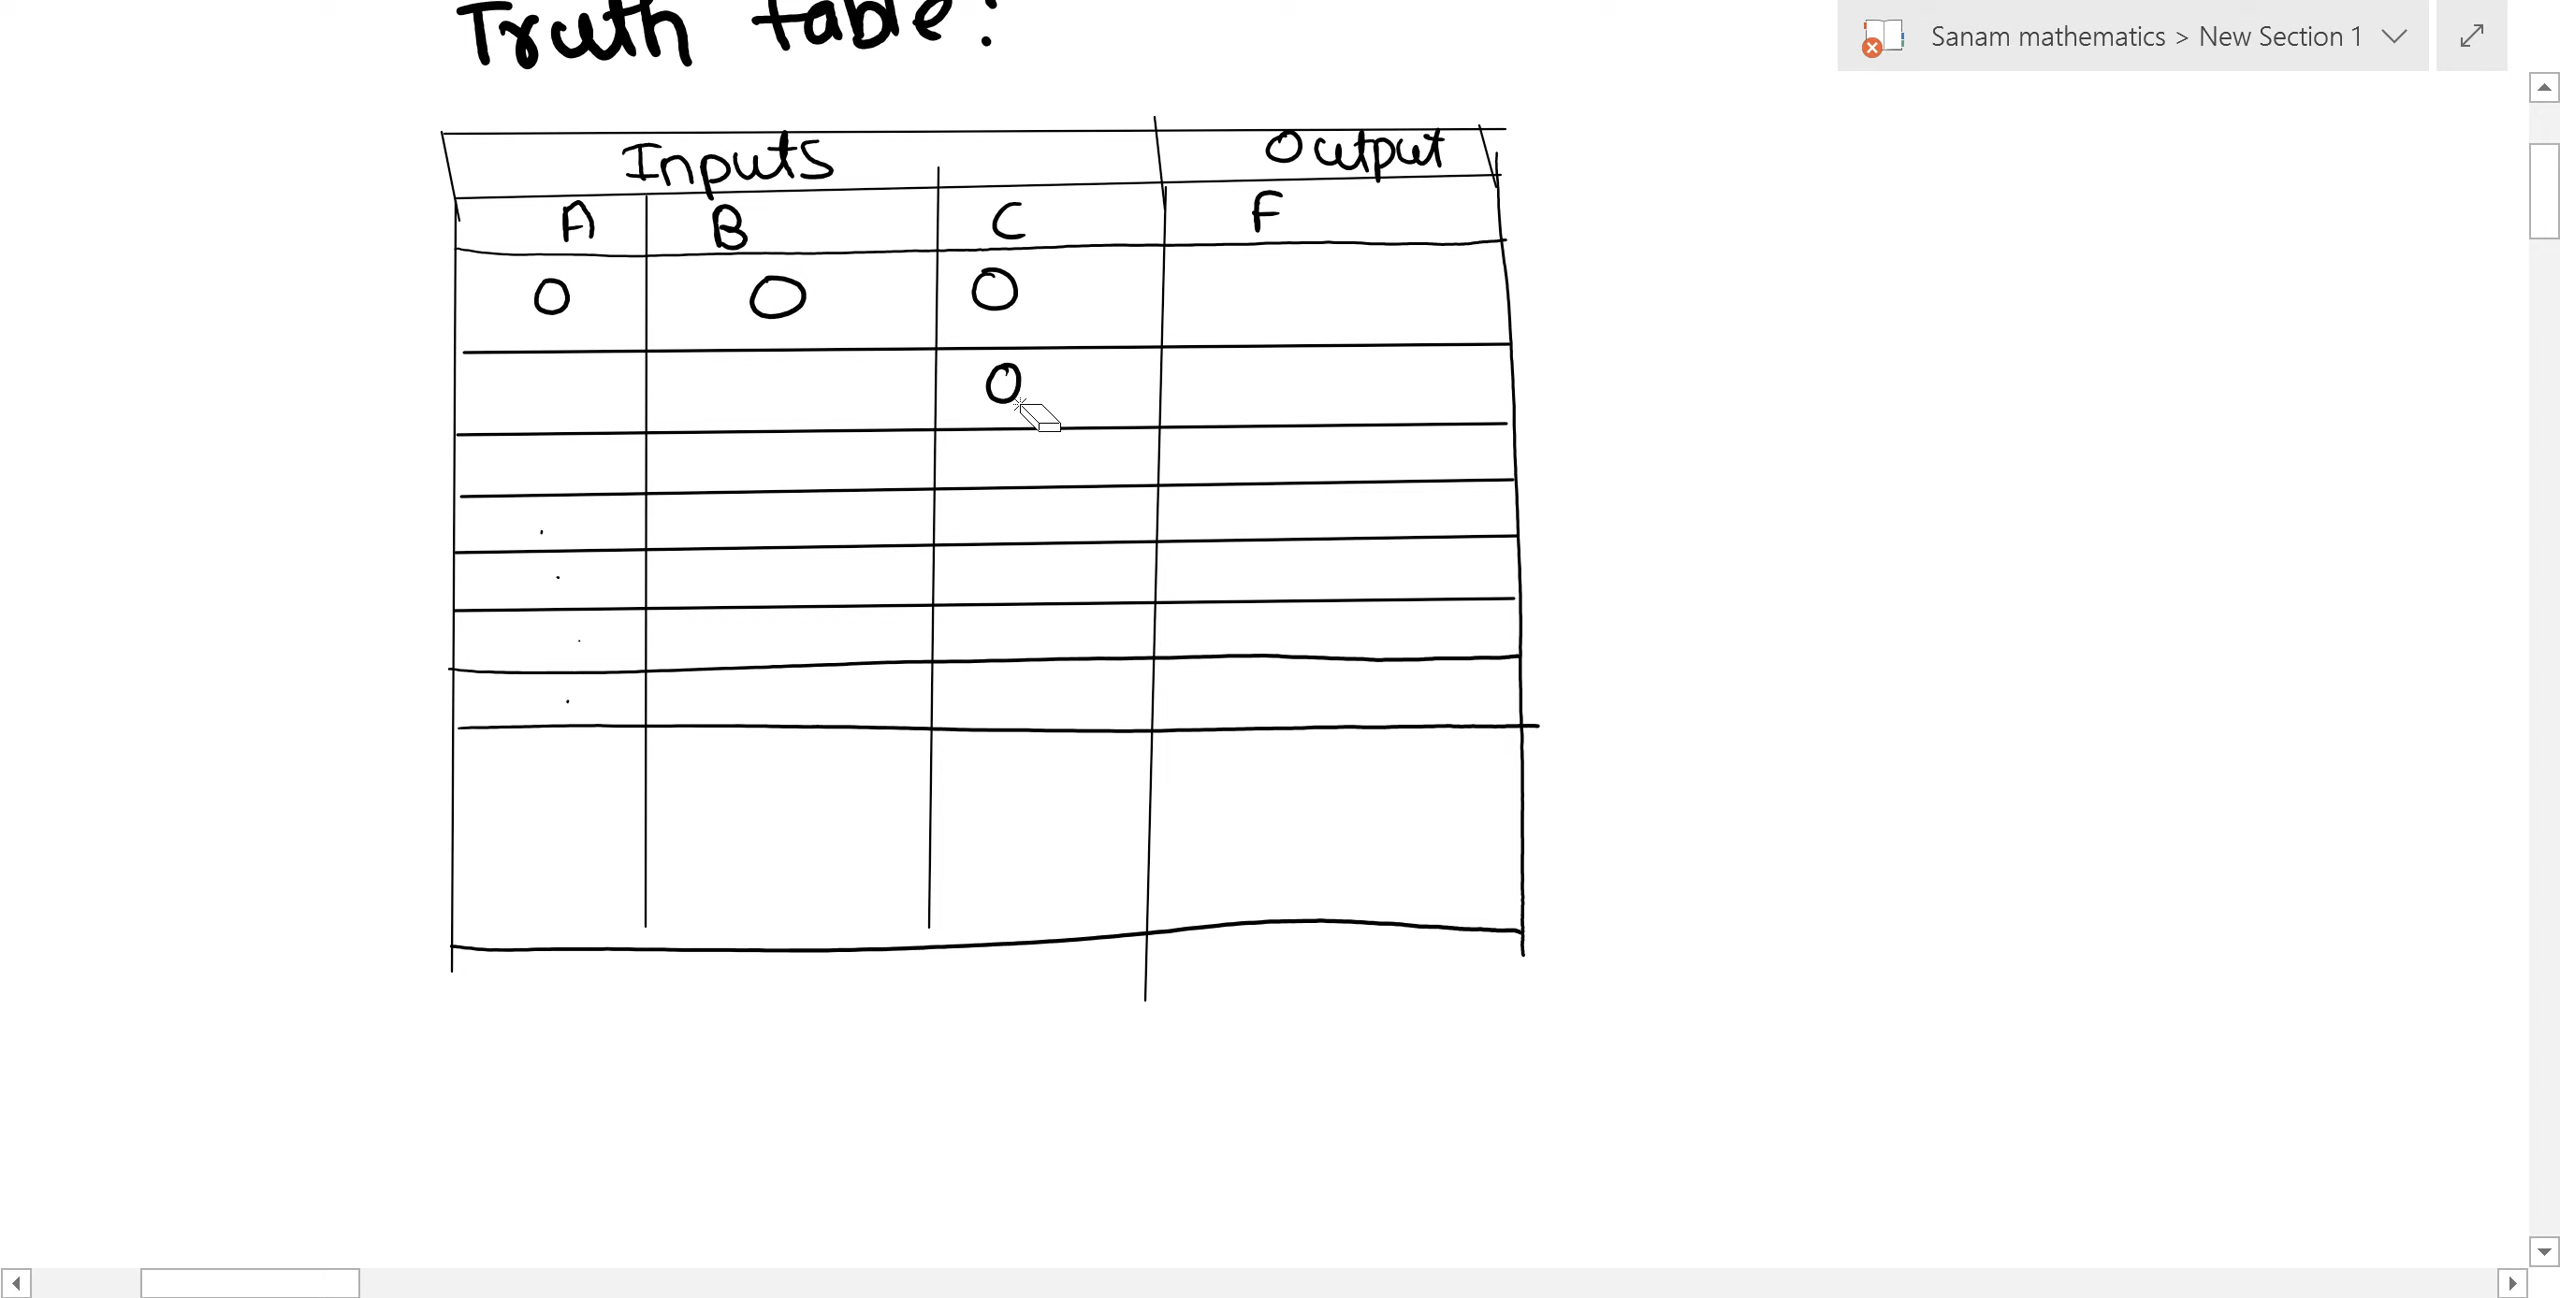 Truth table:
Sanam mathematics > New Section 1
Inputs Output
A B C F
0 0 0
0